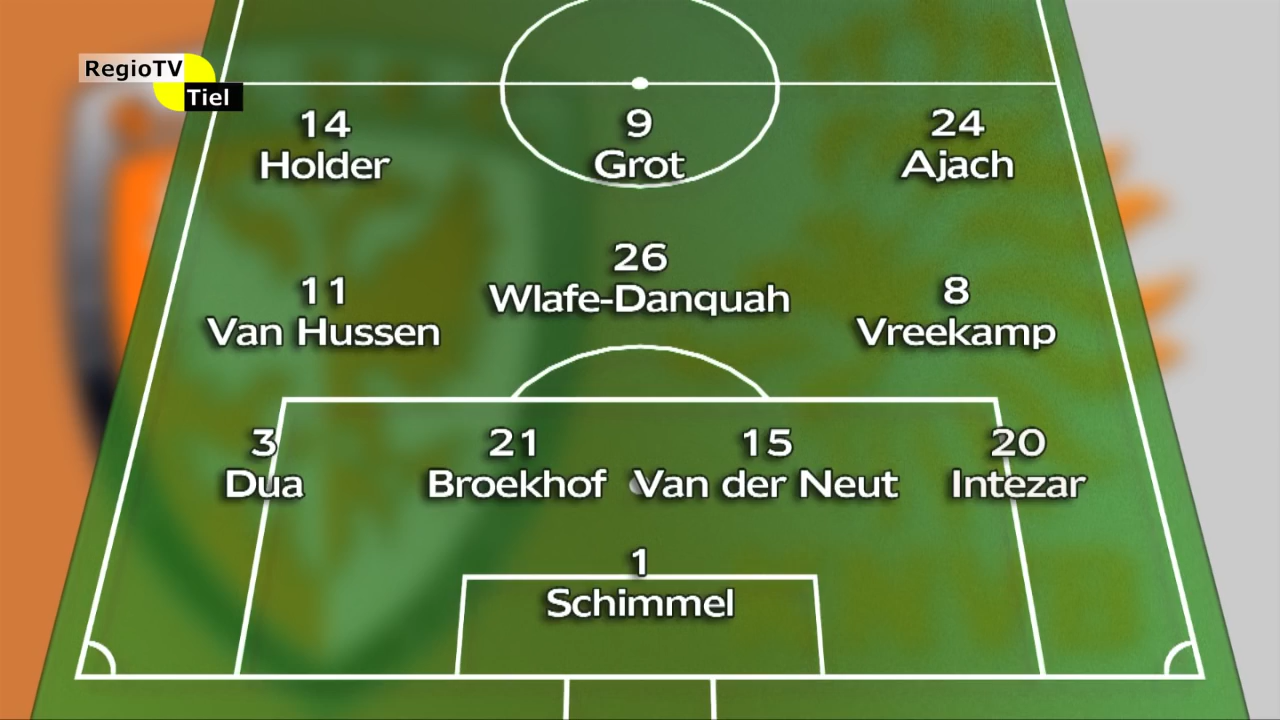 RegioTV
Tiel
14
Holder
9
Grot
24
Ajach
11
Van Hussen
26
Wlafe-Danquah
8
Vreekamp
3
Dua
21
Broekhof
15
Van der Neut
20
Intezar
1
Schimmel